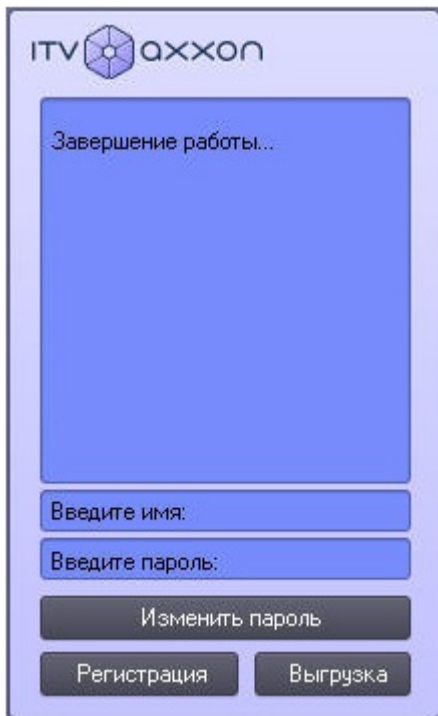 ITV axxon
Завершение работы...
Введите имя:
Введите пароль:
Изменить пароль
Регистрация Выгрузка